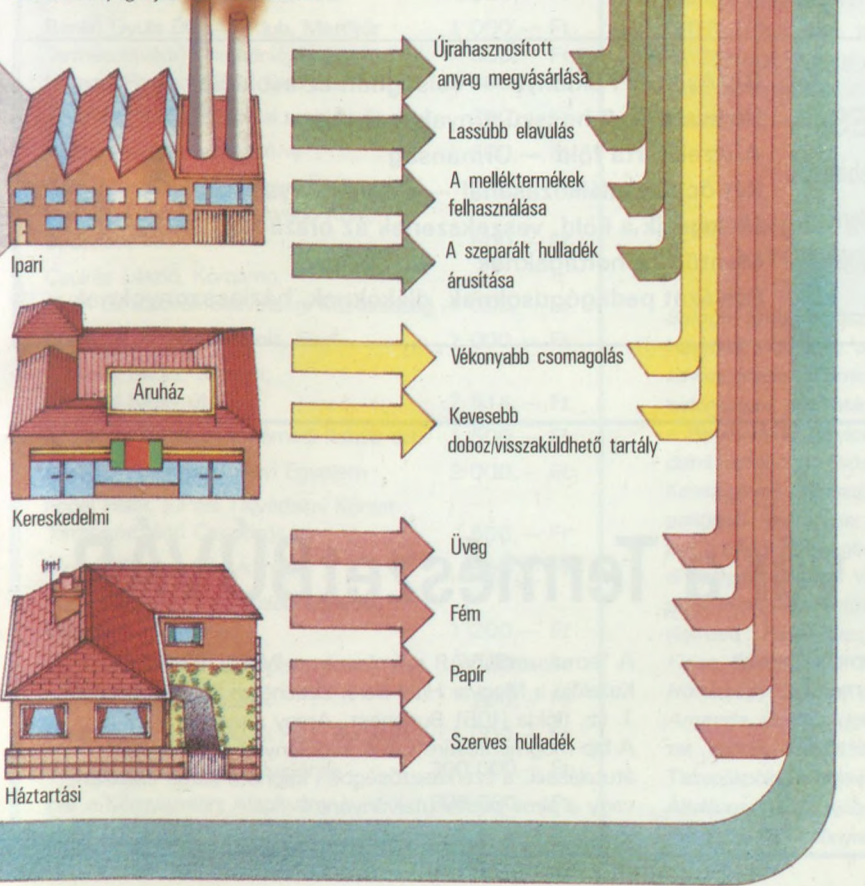 Újrahasznosított
anyag megvásárlása
Lassúbb elavulás
A melléktermékek
felhasználása
A szeparált hulladék
árusítása
Ipari
Áruház
Vékonyabb csomagolás
Kevesebb
doboz/visszaküldhető tartály
Kereskedelmi
Üveg
Fém
Papír
Szerves hulladék
Háztartási